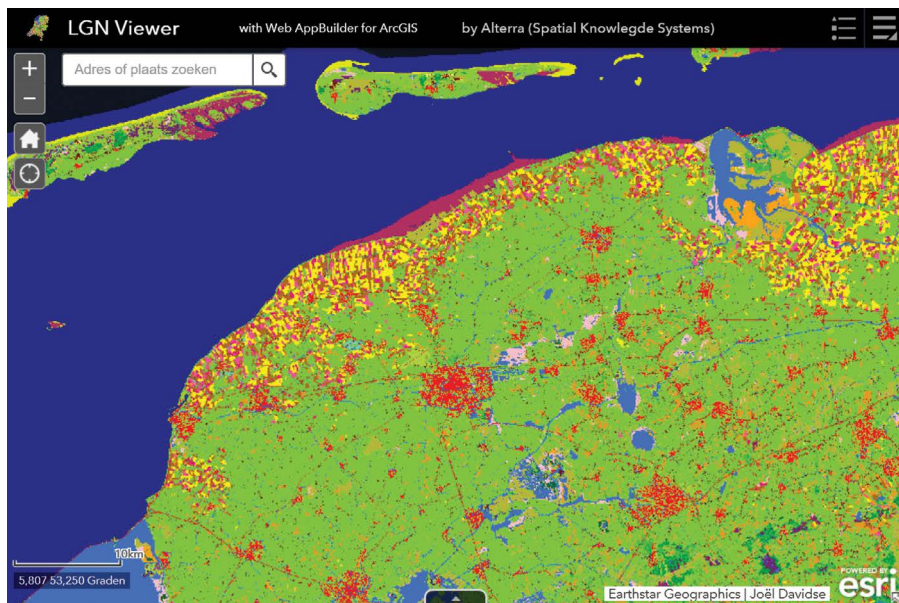 LGN Viewer with Web AppBuilder for ArcGIS by Alterra (Spatial Knowlegde Systems)
+
Adres of plaats zoeken
−
10km
5,807 53,250 Graden
Earthstar Geographics | Joël Davidse
POWERED BY
esri